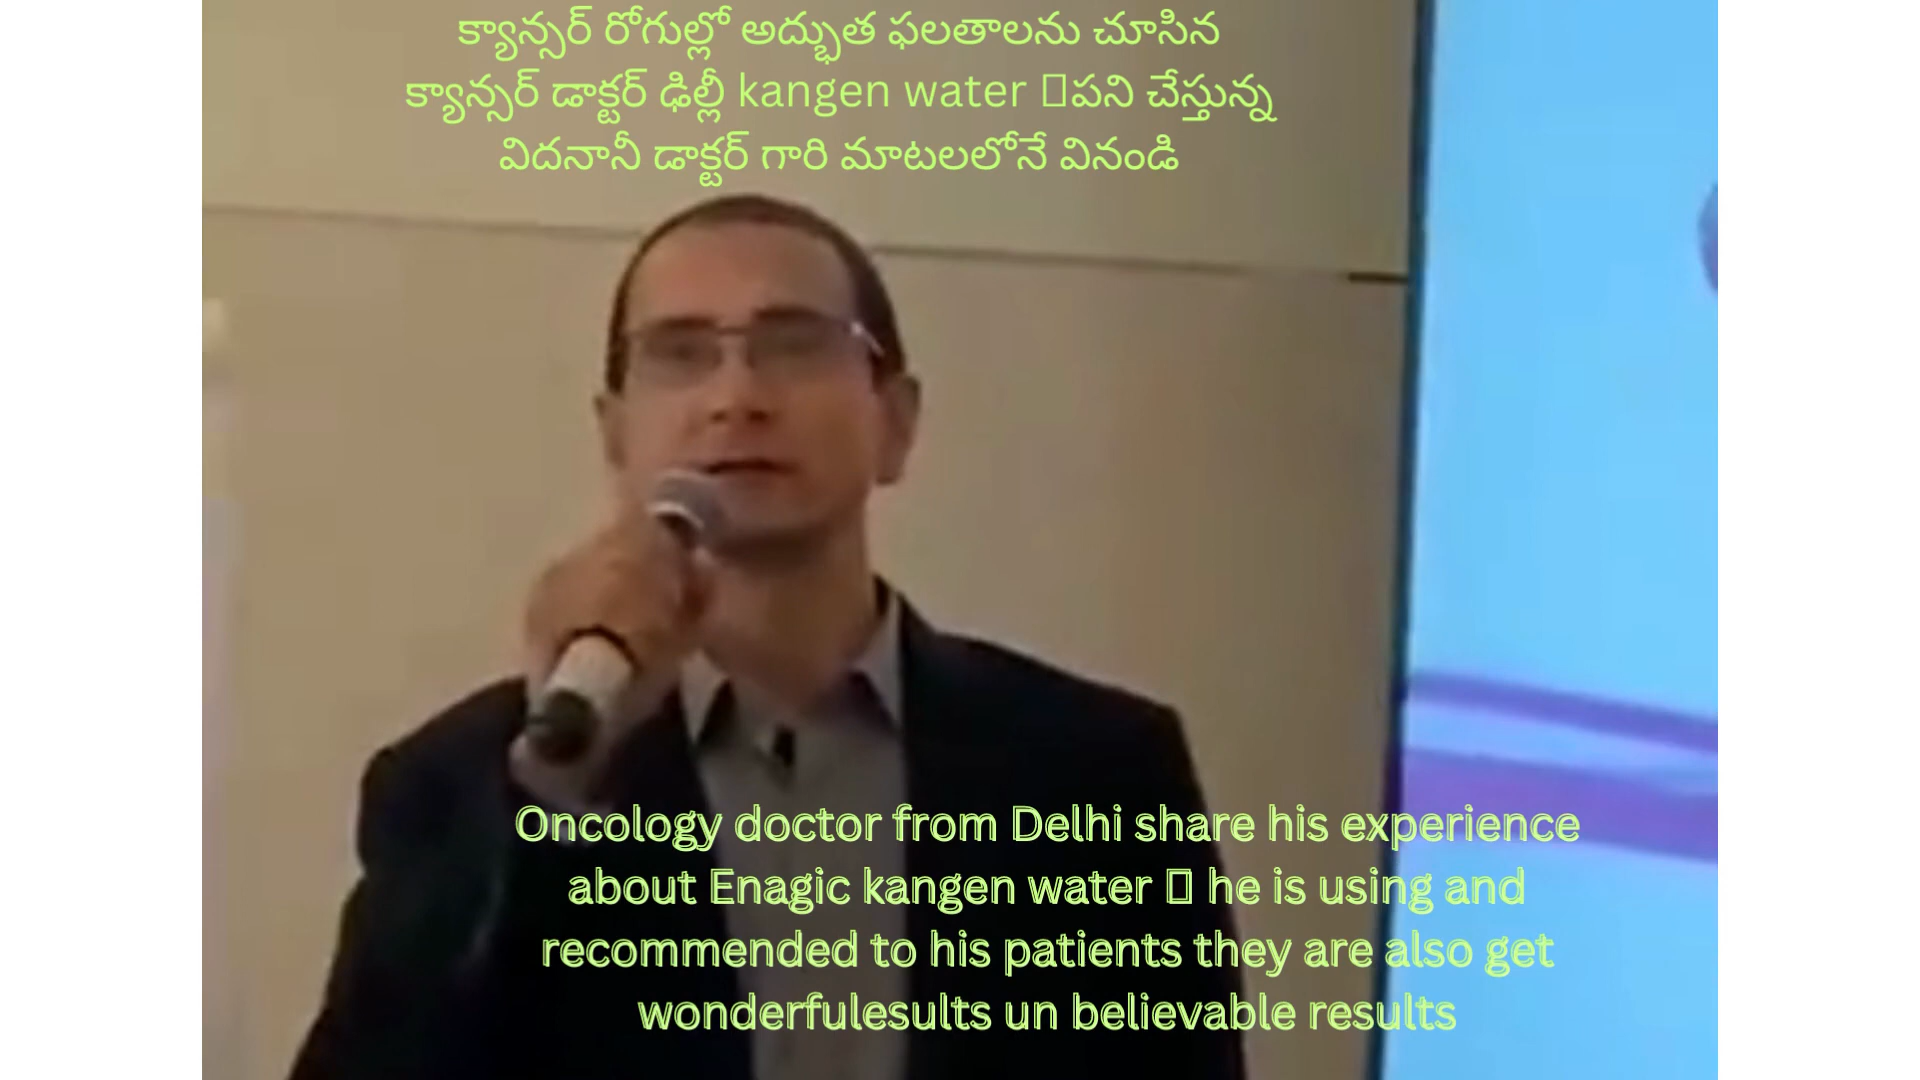 క్యాన్సర్ రోగుల్లో అద్భుత ఫలతాలను చూసిన
క్యాన్సర్ డాక్టర్ ఢిల్లీ kangen water పని చేస్తున్న
విదనానీ డాక్టర్ గారి మాటలలోనే వినండి
Oncology doctor from Delhi share his experience
about Enagic kangen water he is using and
recommended to his patients they are also get
wonderfulesults un believable results